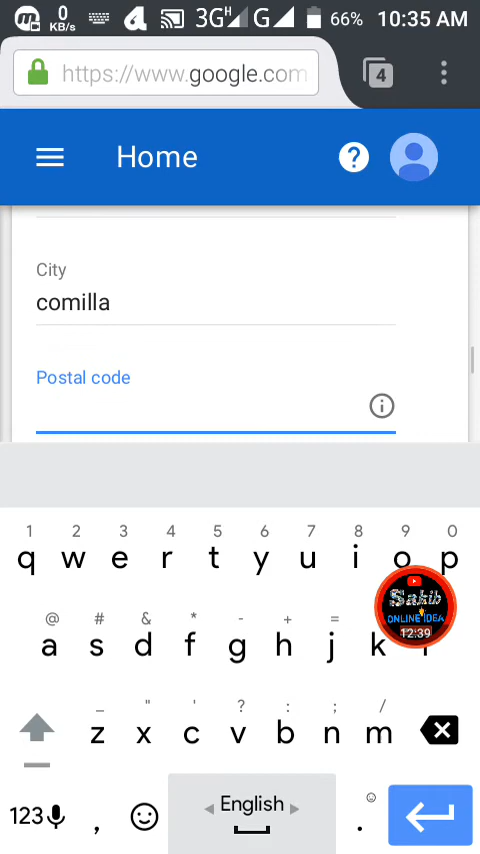 0 KB/s 3G H G 66% 10:35 AM
https://www.google.com 4
Home ?
City
comilla
Postal code
1 2 3 4 5 6 7 8 9 0
q w e r t y u i o p
@ # & * - + =
a s d f g h j k l
Sakib
ONLINE IDEA
12:39
_ " ' ? : ; /
z x c v b n m
123 , English .